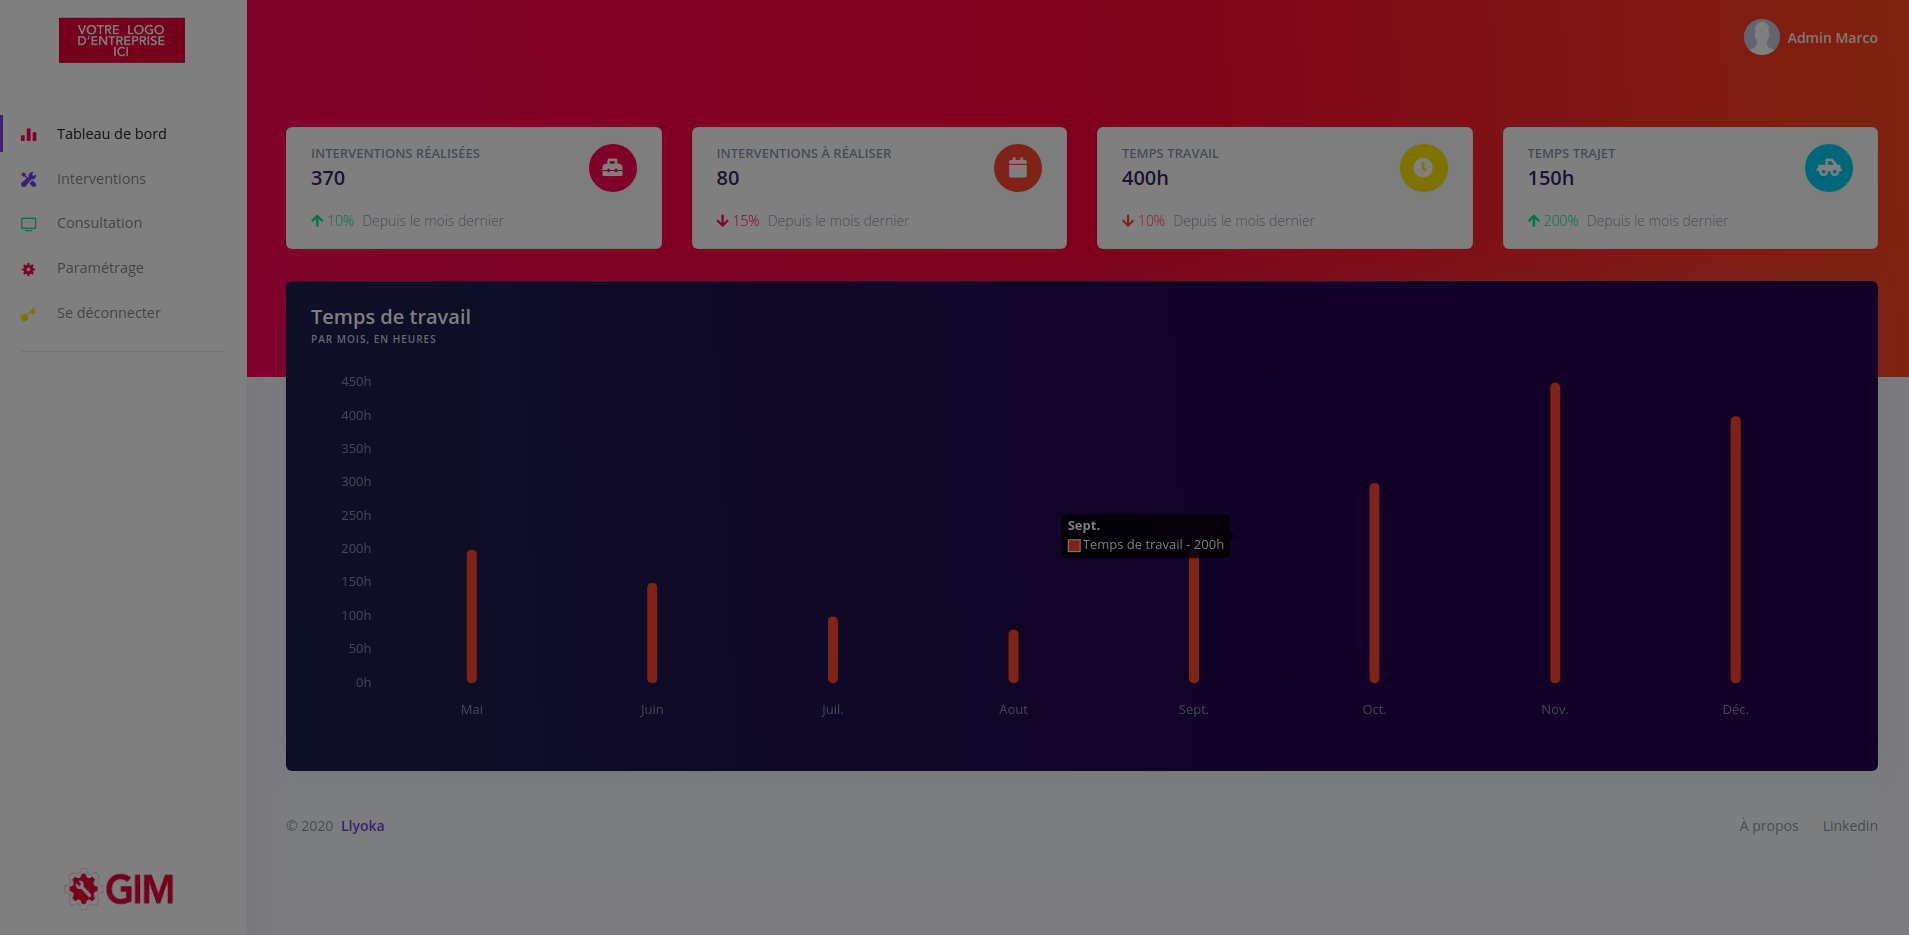 VOTRE LOGO
D'ENTREPRISE
ICI
Admin Marco
Tableau de bord
Interventions
Consultation
Paramétrage
Se déconnecter
INTERVENTIONS RÉALISÉES
370
10% Depuis le mois dernier
INTERVENTIONS À RÉALISER
80
15% Depuis le mois dernier
TEMPS TRAVAIL
400h
10% Depuis le mois dernier
TEMPS TRAJET
150h
200% Depuis le mois dernier
Temps de travail
PAR MOIS, EN HEURES
450h
400h
350h
300h
250h
200h
150h
100h
50h
0h
Sept.
Temps de travail - 200h
Mai Juin Juil. Aout Sept. Oct. Nov. Déc.
© 2020 Llyoka
À propos Linkedin
GIM